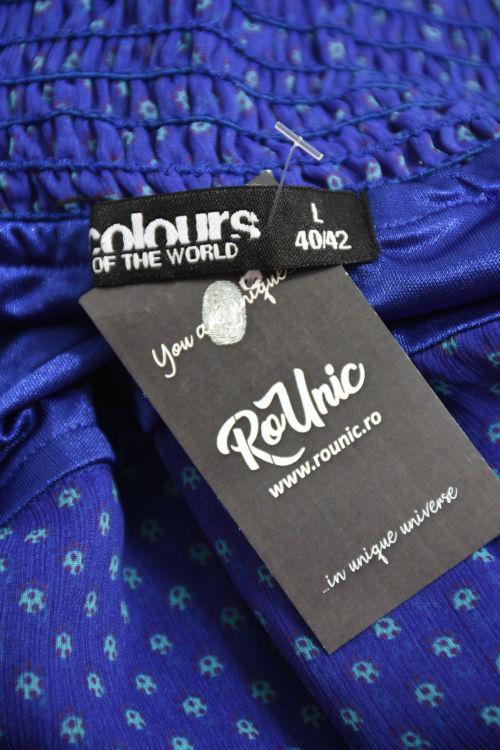 colours
OF THE WORLD
L
40/42
You are unique
RoUnic
www.rounic.ro
...in unique universe